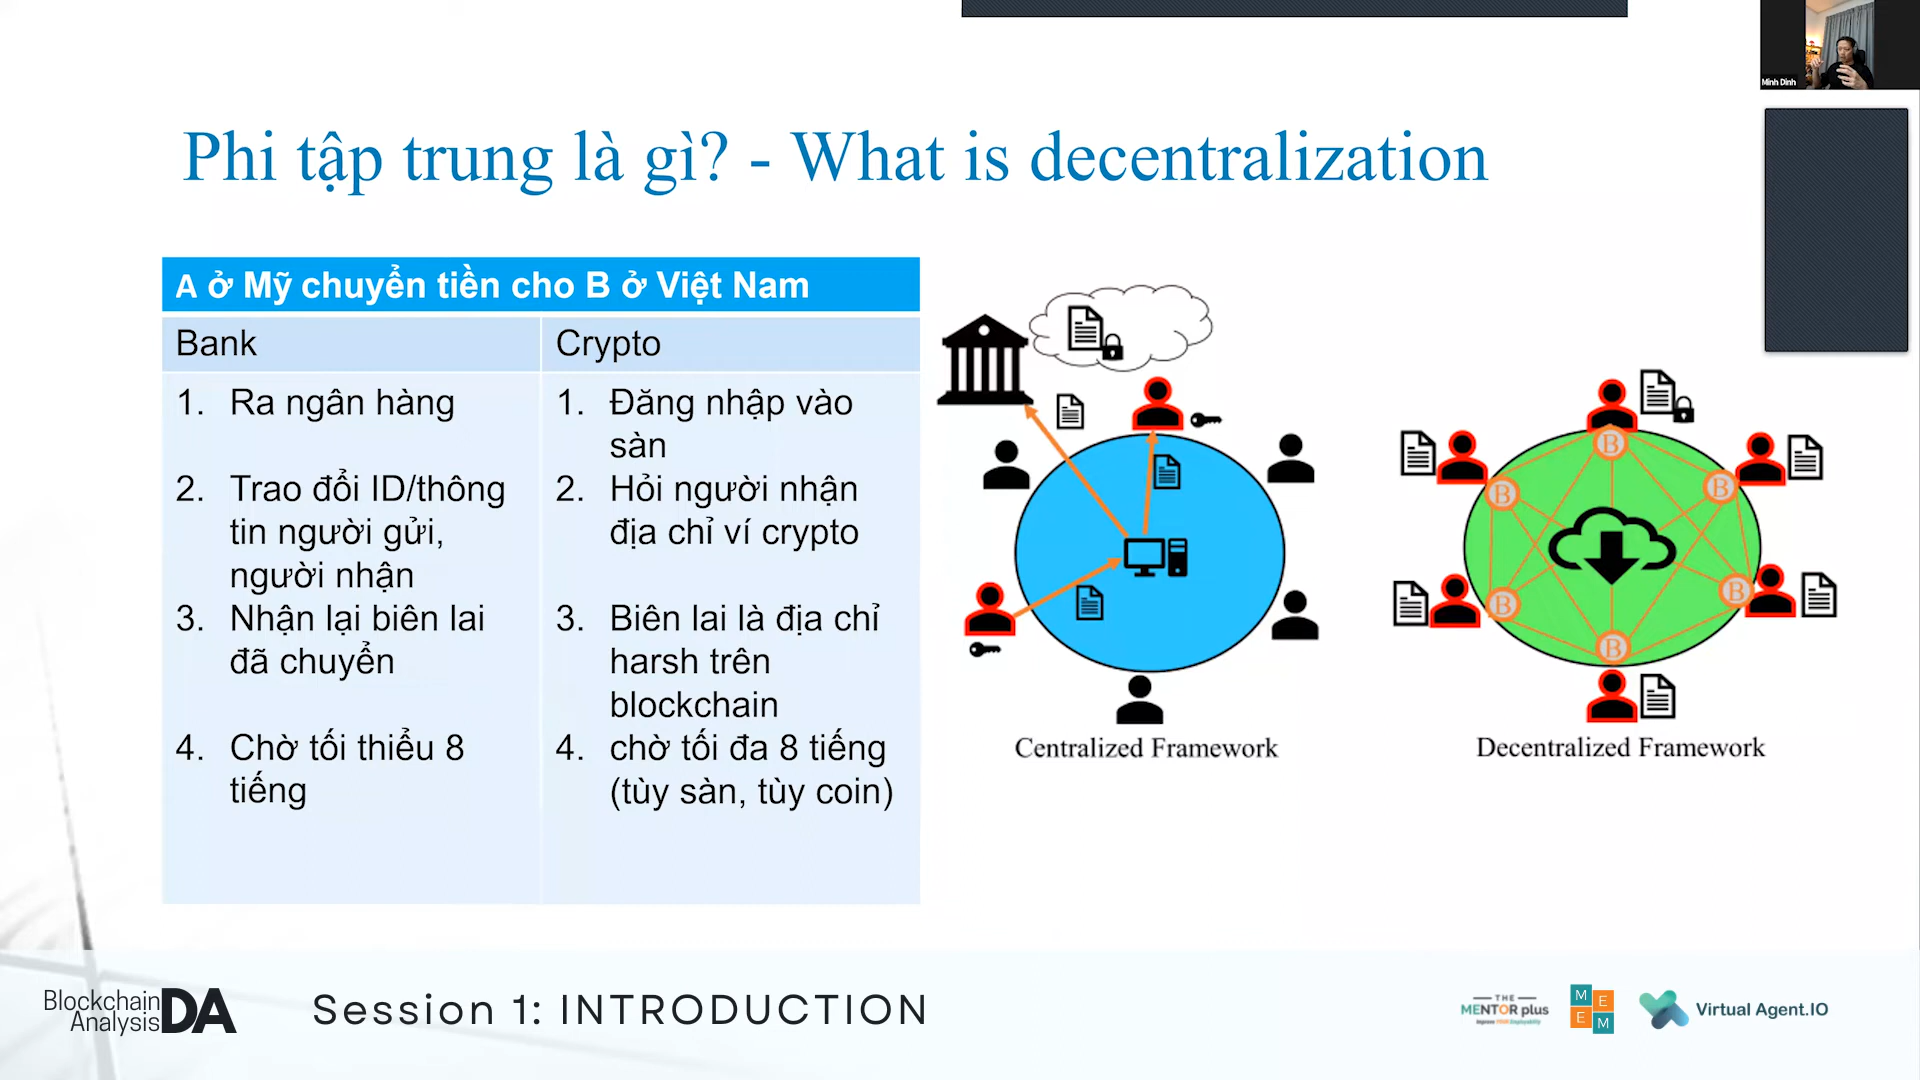 Minh Dinh
Phi tập trung là gì? - What is decentralization
A ở Mỹ chuyển tiền cho B ở Việt Nam
Bank
Crypto
1. Ra ngân hàng
2. Trao đổi ID/thông
tin người gửi,
người nhận
3. Nhận lại biên lai
đã chuyển
4. Chờ tối thiểu 8
tiếng
1. Đăng nhập vào
sàn
2. Hỏi người nhận
địa chỉ ví crypto
3. Biên lai là địa chỉ
harsh trên
blockchain
4. chờ tối đa 8 tiếng
(tùy sàn, tùy coin)
B
B
B
B
B
B
Centralized Framework
Decentralized Framework
Blockchain
Analysis
DA
Session 1: INTRODUCTION
THE
MENTOR plus
Improve YOUR Employability
M E
E M
Virtual Agent.IO